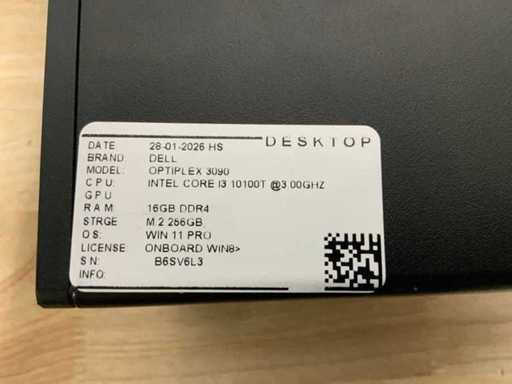 DESKTOP
DATE 28-01-2026 HS
BRAND DELL
MODEL: OPTIPLEX 3090
CPU: INTEL CORE I3 10100T @3.00GHZ
GPU
RAM: 16GB DDR4
STRGE M.2 256GB
OS: WIN 11 PRO
LICENSE ONBOARD WIN8>
SN: B6SV6L3
INFO: